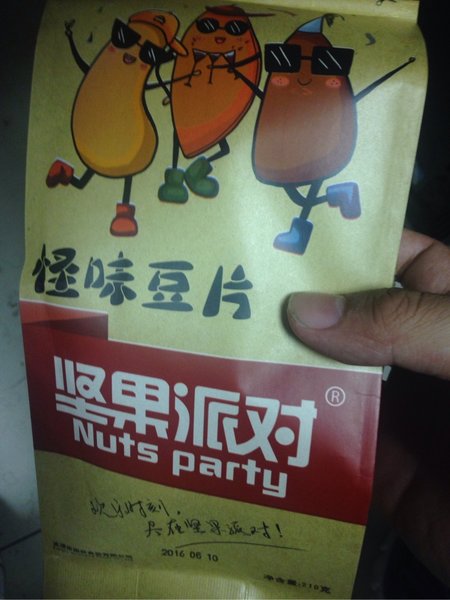 怪味豆片
坚果派对®
Nuts party
欢乐时刻,
尽在坚果派对!
2016 06 10
净含量:210克